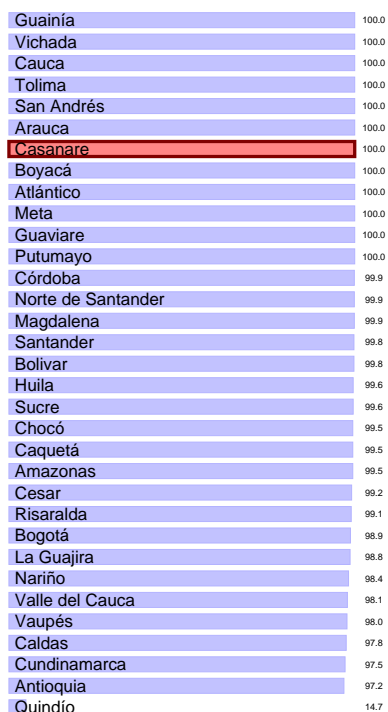 Guainía 100.0
Vichada 100.0
Cauca 100.0
Tolima 100.0
San Andrés 100.0
Arauca 100.0
Casanare 100.0
Boyacá 100.0
Atlántico 100.0
Meta 100.0
Guaviare 100.0
Putumayo 100.0
Córdoba 99.9
Norte de Santander 99.9
Magdalena 99.9
Santander 99.8
Bolivar 99.8
Huila 99.6
Sucre 99.6
Chocó 99.5
Caquetá 99.5
Amazonas 99.5
Cesar 99.2
Risaralda 99.1
Bogotá 98.9
La Guajira 98.8
Nariño 98.4
Valle del Cauca 98.1
Vaupés 98.0
Caldas 97.8
Cundinamarca 97.5
Antioquia 97.2
Quindío 14.7